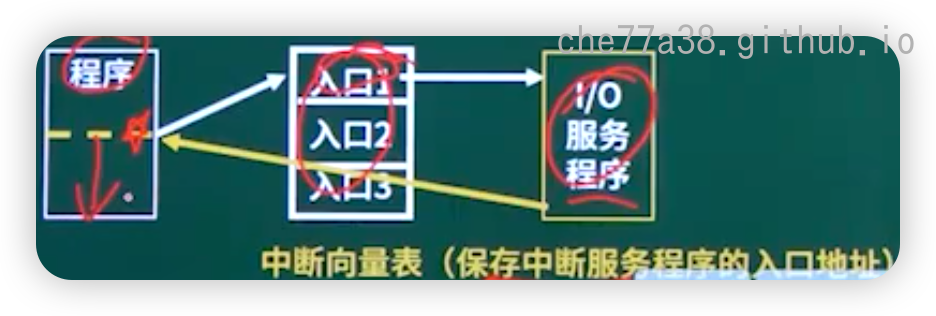 che77a38.github.io
程序
入口1
入口2
入口3
I/O
服务
程序
中断向量表（保存中断服务程序的入口地址）